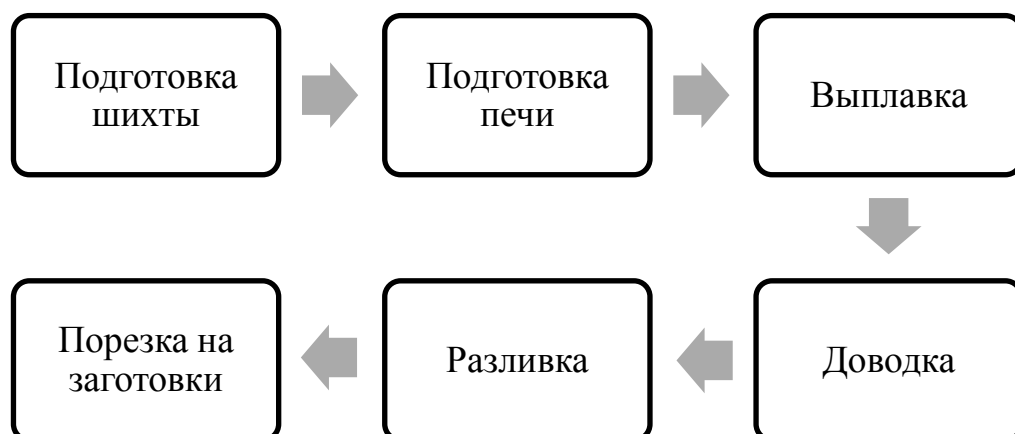 Подготовка
шихты
Подготовка
печи
Выплавка
Доводка
Разливка
Порезка на
заготовки